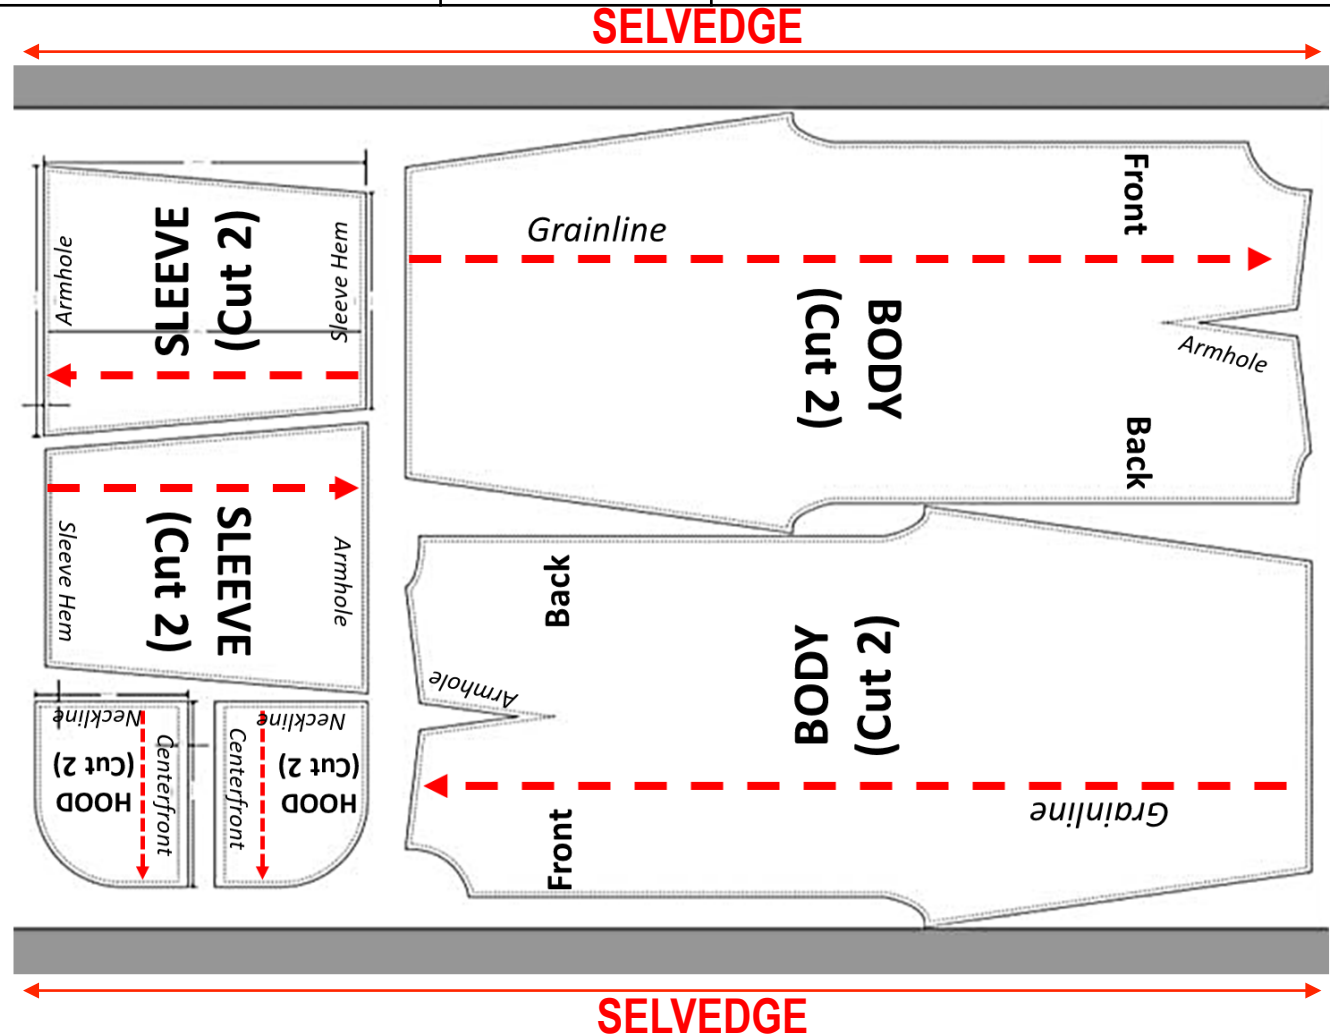 SELVEDGE
Armhole
SLEEVE
(Cut 2)
Sleeve Hem
Grainline
Front
BODY
(Cut 2)
Armhole
Back
Sleeve Hem
(Cut 2)
SLEEVE
Armhole
Neckline
Centerfront
HOOD
(Cut 2)
Neckline
Centerfront
HOOD
(Cut 2)
Back
Armhole
BODY
(Cut 2)
Grainline
Front
SELVEDGE